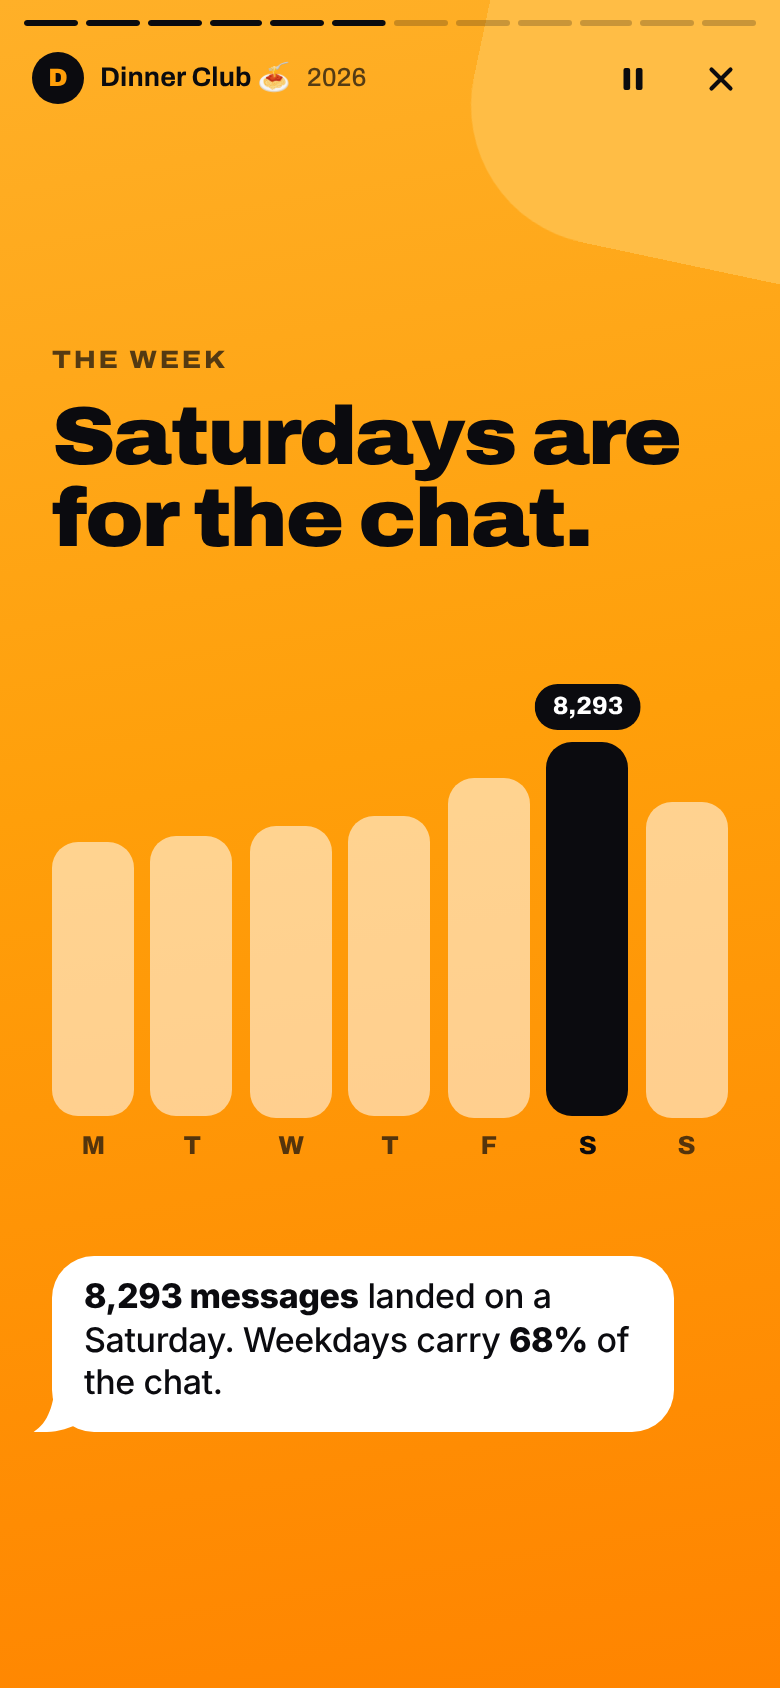 D Dinner Club 🍝 2026
THE WEEK
Saturdays are
for the chat.
8,293
M T W T F S S
8,293 messages landed on a
Saturday. Weekdays carry 68% of
the chat.